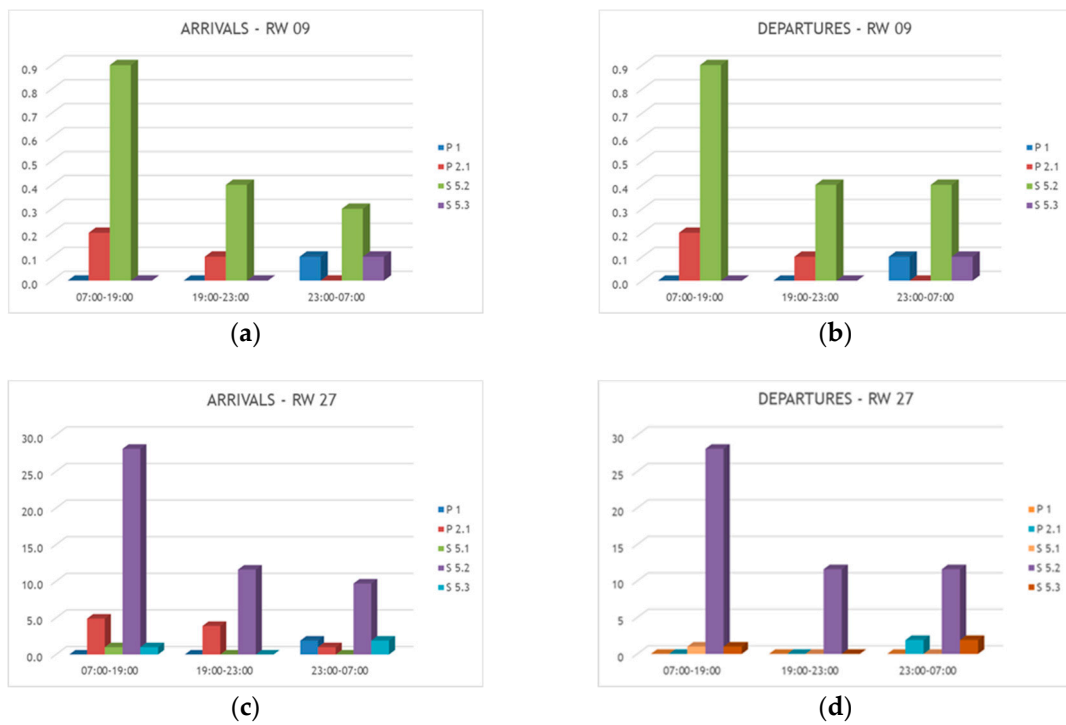 ARRIVALS - RW 09
0.9
0.8
0.7
0.6
0.5
0.4
0.3
0.2
0.1
0.0
07:00-19:00 19:00-23:00 23:00-07:00
P 1
P 2.1
S 5.2
S 5.3
(a)
DEPARTURES - RW 09
0.9
0.8
0.7
0.6
0.5
0.4
0.3
0.2
0.1
0.0
07:00-19:00 19:00-23:00 23:00-07:00
P 1
P 2.1
S 5.2
S 5.3
(b)
ARRIVALS - RW 27
30.0
25.0
20.0
15.0
10.0
5.0
0.0
07:00-19:00 19:00-23:00 23:00-07:00
P 1
P 2.1
S 5.1
S 5.2
S 5.3
(c)
DEPARTURES - RW 27
30
25
20
15
10
5
0
07:00-19:00 19:00-23:00 23:00-07:00
P 1
P 2.1
S 5.1
S 5.2
S 5.3
(d)